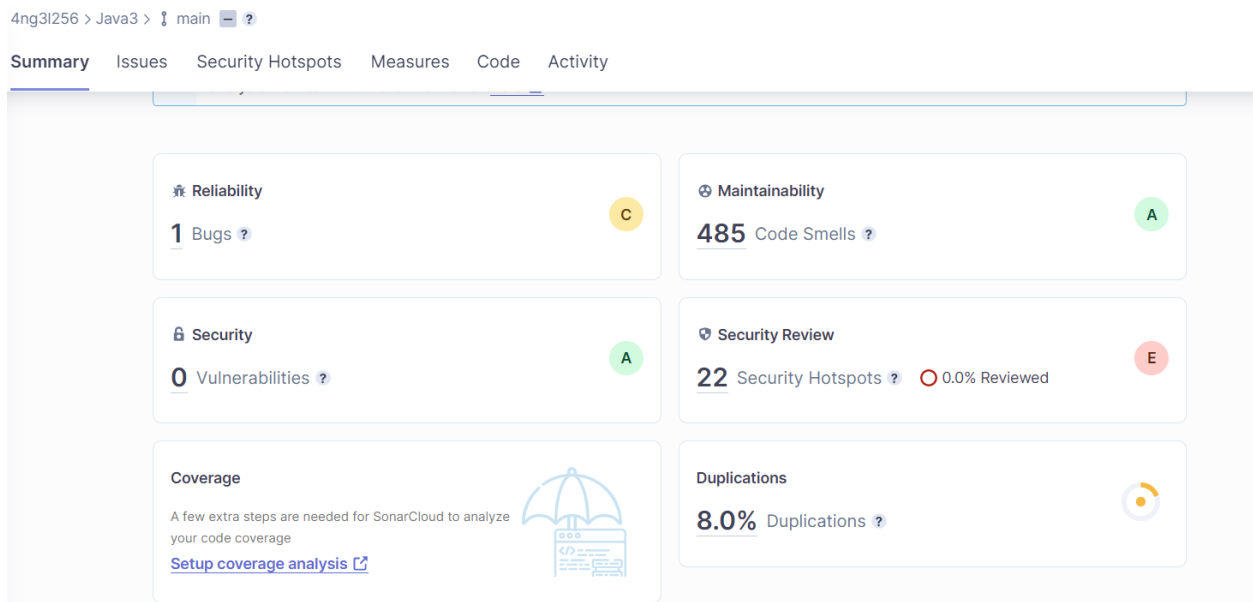 4ng3l256 > Java3 > main – ?
Summary Issues Security Hotspots Measures Code Activity
Reliability
C
1 Bugs ?
Maintainability
A
485 Code Smells ?
Security
A
0 Vulnerabilities ?
Security Review
E
22 Security Hotspots ? 0.0% Reviewed
Coverage
A few extra steps are needed for SonarCloud to analyze
your code coverage
Setup coverage analysis
Duplications
8.0% Duplications ?